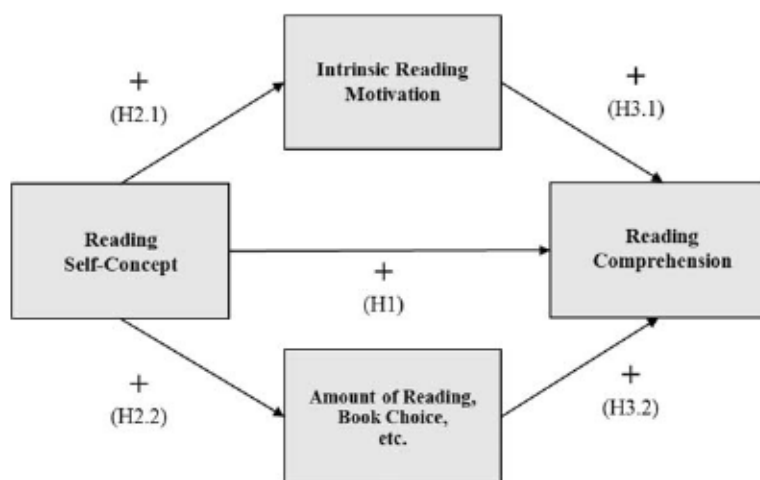 Intrinsic Reading
Motivation
+
(H2.1)
+
(H3.1)
Reading
Self-Concept
+
(H1)
Reading
Comprehension
+
(H2.2)
Amount of Reading,
Book Choice,
etc.
+
(H3.2)